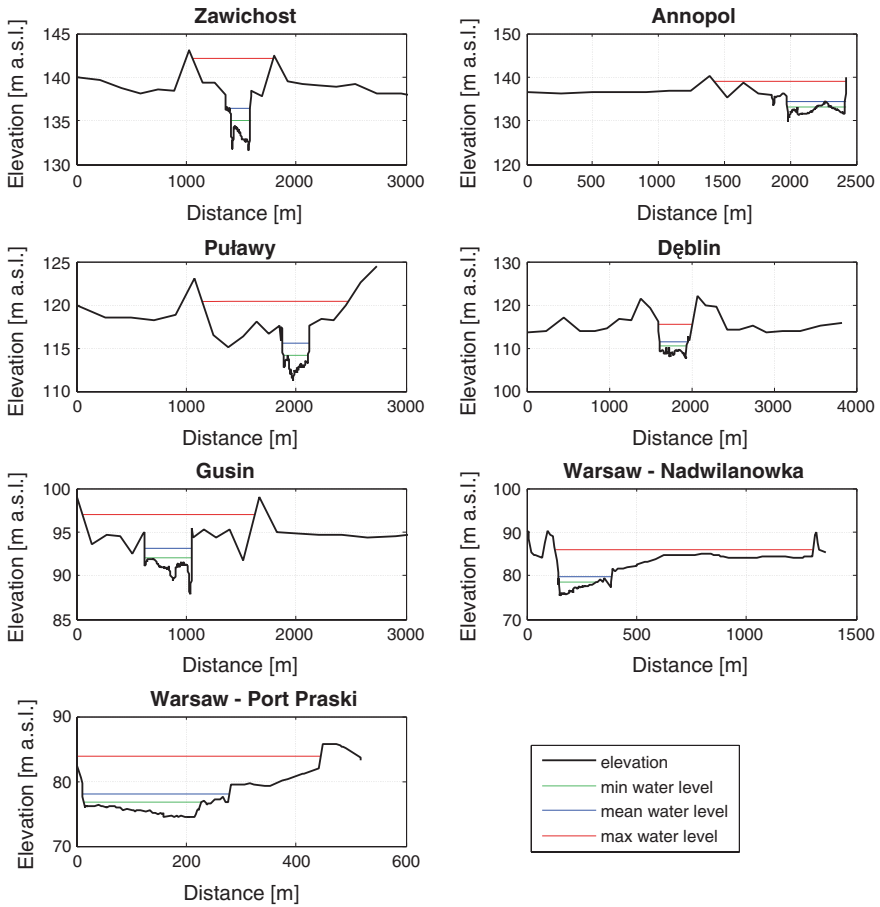 Zawichost
Elevation [m a.s.l.]
145
140
135
130
0
1000
2000
3000
Distance [m]
Annopol
Elevation [m a.s.l.]
150
140
130
120
0
500
1000
1500
2000
2500
Distance [m]
Puławy
Elevation [m a.s.l.]
125
120
115
110
0
1000
2000
3000
Distance [m]
Dęblin
Elevation [m a.s.l.]
130
120
110
100
0
1000
2000
3000
4000
Distance [m]
Gusin
Elevation [m a.s.l.]
100
95
90
85
0
1000
2000
3000
Distance [m]
Warsaw - Nadwilanowka
Elevation [m a.s.l.]
100
90
80
70
0
500
1000
1500
Distance [m]
Warsaw - Port Praski
Elevation [m a.s.l.]
90
80
70
0
200
400
600
Distance [m]
elevation
min water level
mean water level
max water level